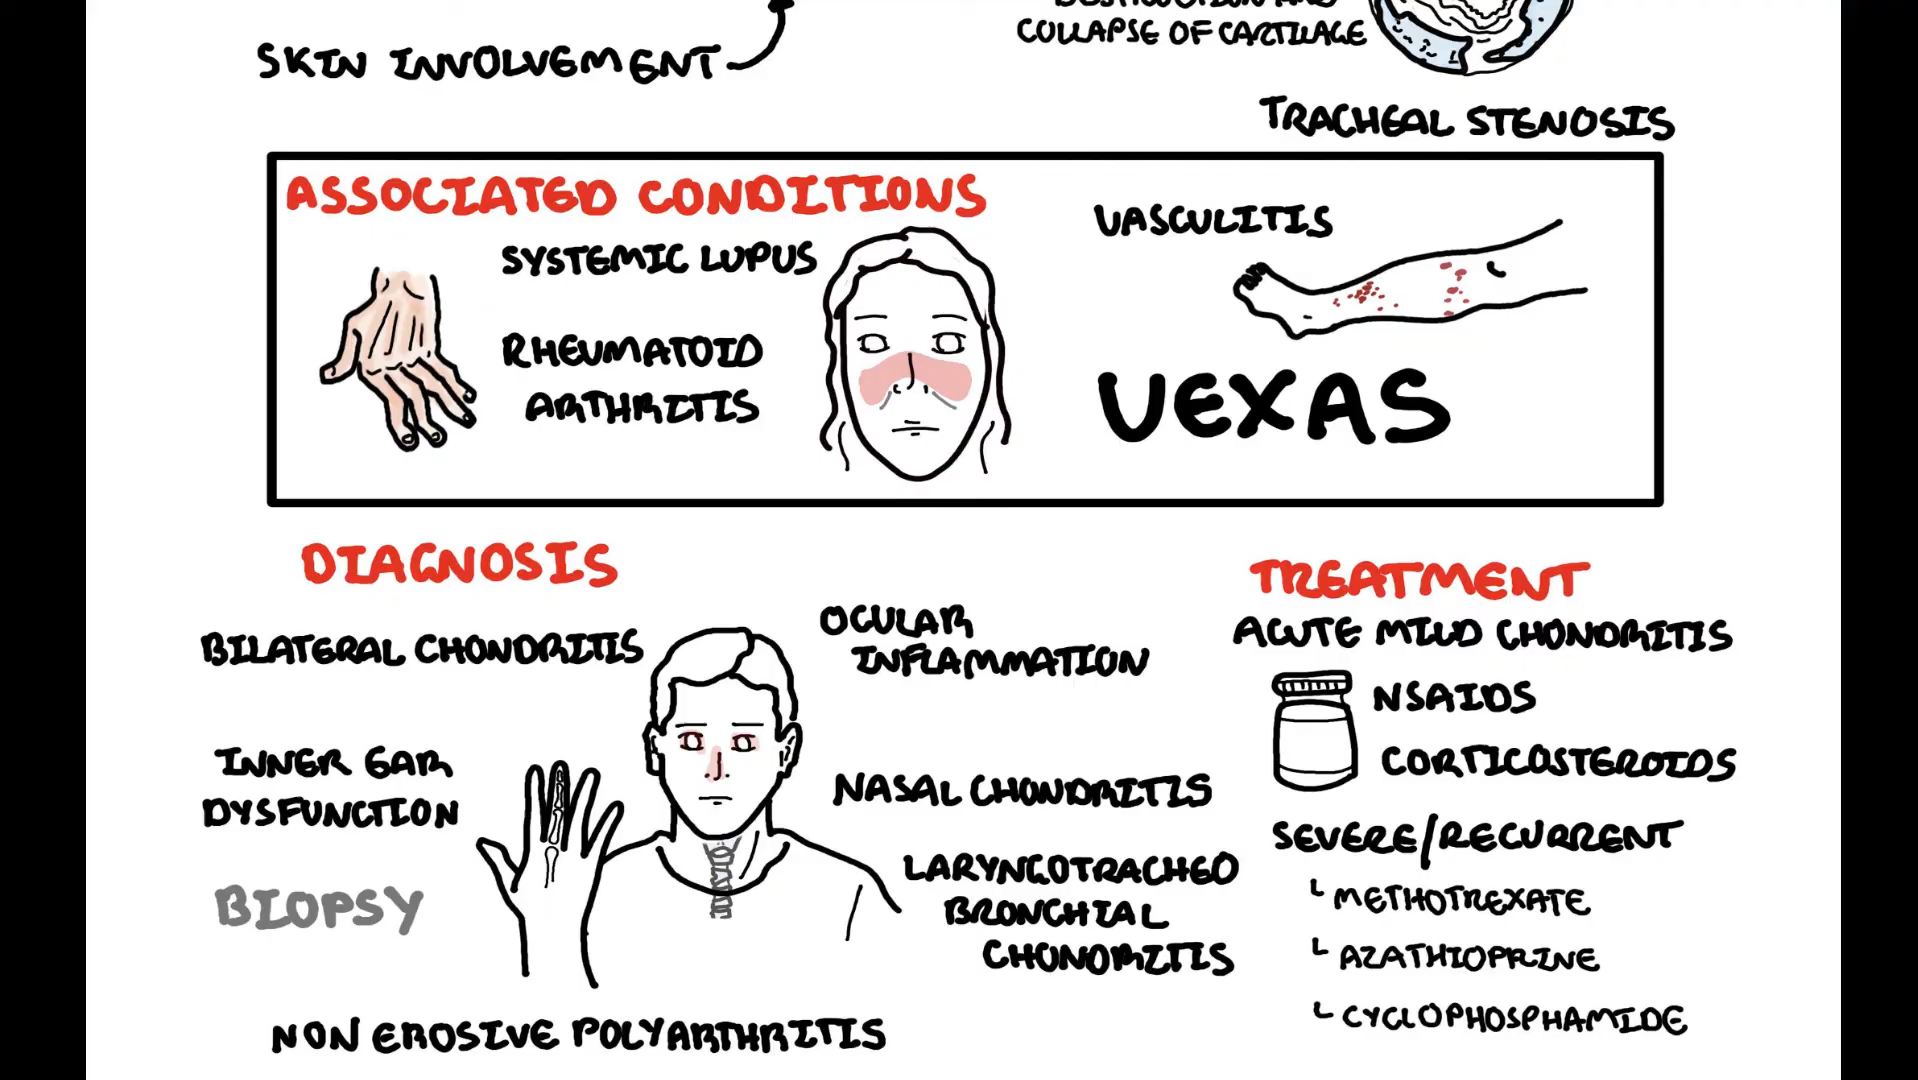 COLLAPSE OF CARTILAGE
SKIN INVOLVEMENT
TRACHEAL STENOSIS
ASSOCIATED CONDITIONS
SYSTEMIC LUPUS
RHEUMATOID
ARTHRITIS
VASCULITIS
VEXAS
DIAGNOSIS
BILATERAL CHONDRITIS
OCULAR
INFLAMMATION
INNER EAR
DYSFUNCTION
NASAL CHONDRITIS
BIOPSY
LARYNGOTRACHEO
BRONCHIAL
CHONDRITIS
NON EROSIVE POLYARTHRITIS
TREATMENT
ACUTE MILD CHONDRITIS
NSAIDS
CORTICOSTEROIDS
SEVERE/RECURRENT
└ METHOTREXATE
└ AZATHIOPRINE
└ CYCLOPHOSPHAMIDE